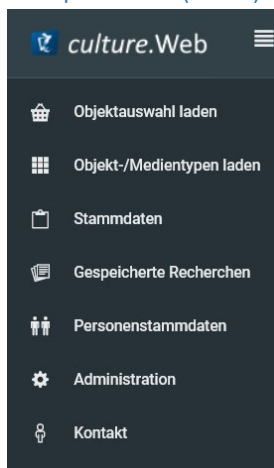 culture.Web
Objektauswahl laden
Objekt-/Medientypen laden
Stammdaten
Gespeicherte Recherchen
Personenstammdaten
Administration
Kontakt